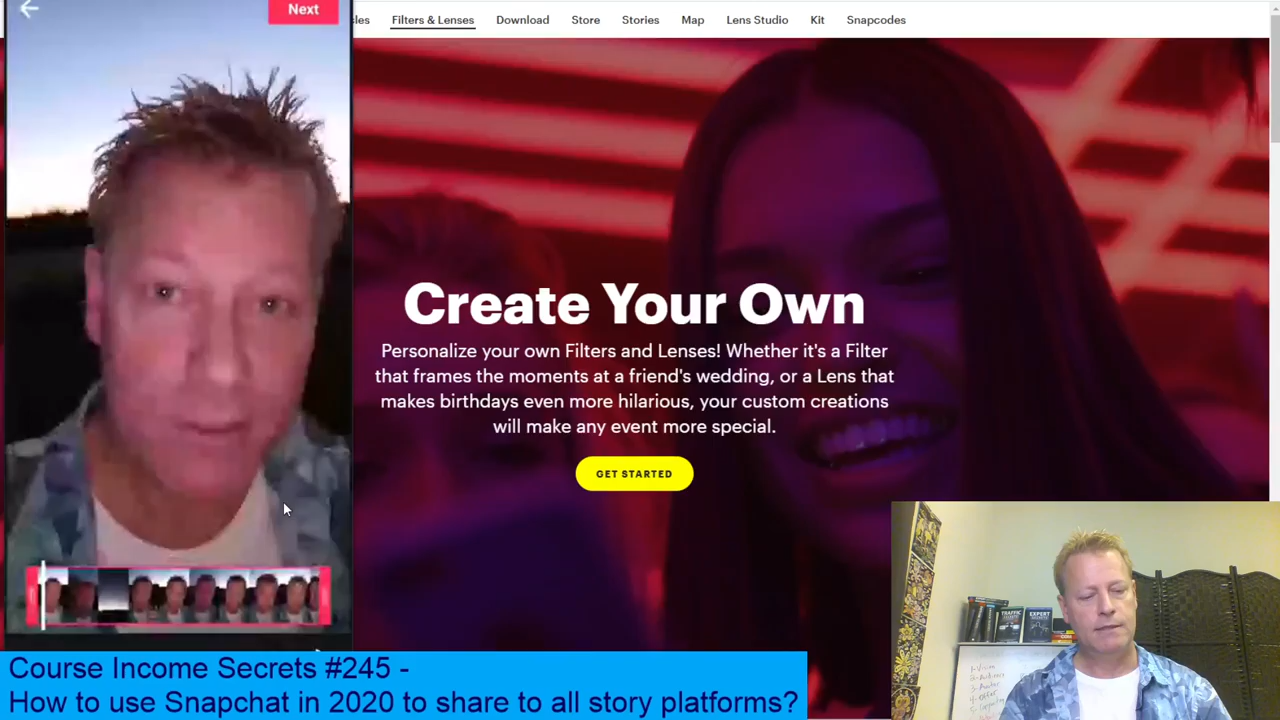 Next
Filters & Lenses Download Store Stories Map Lens Studio Kit Snapcodes
Create Your Own
Personalize your own Filters and Lenses! Whether it's a Filter
that frames the moments at a friend's wedding, or a Lens that
makes birthdays even more hilarious, your custom creations
will make any event more special.
GET STARTED
TRAFFIC
EXPERT
Course Income Secrets #245 -
How to use Snapchat in 2020 to share to all story platforms?